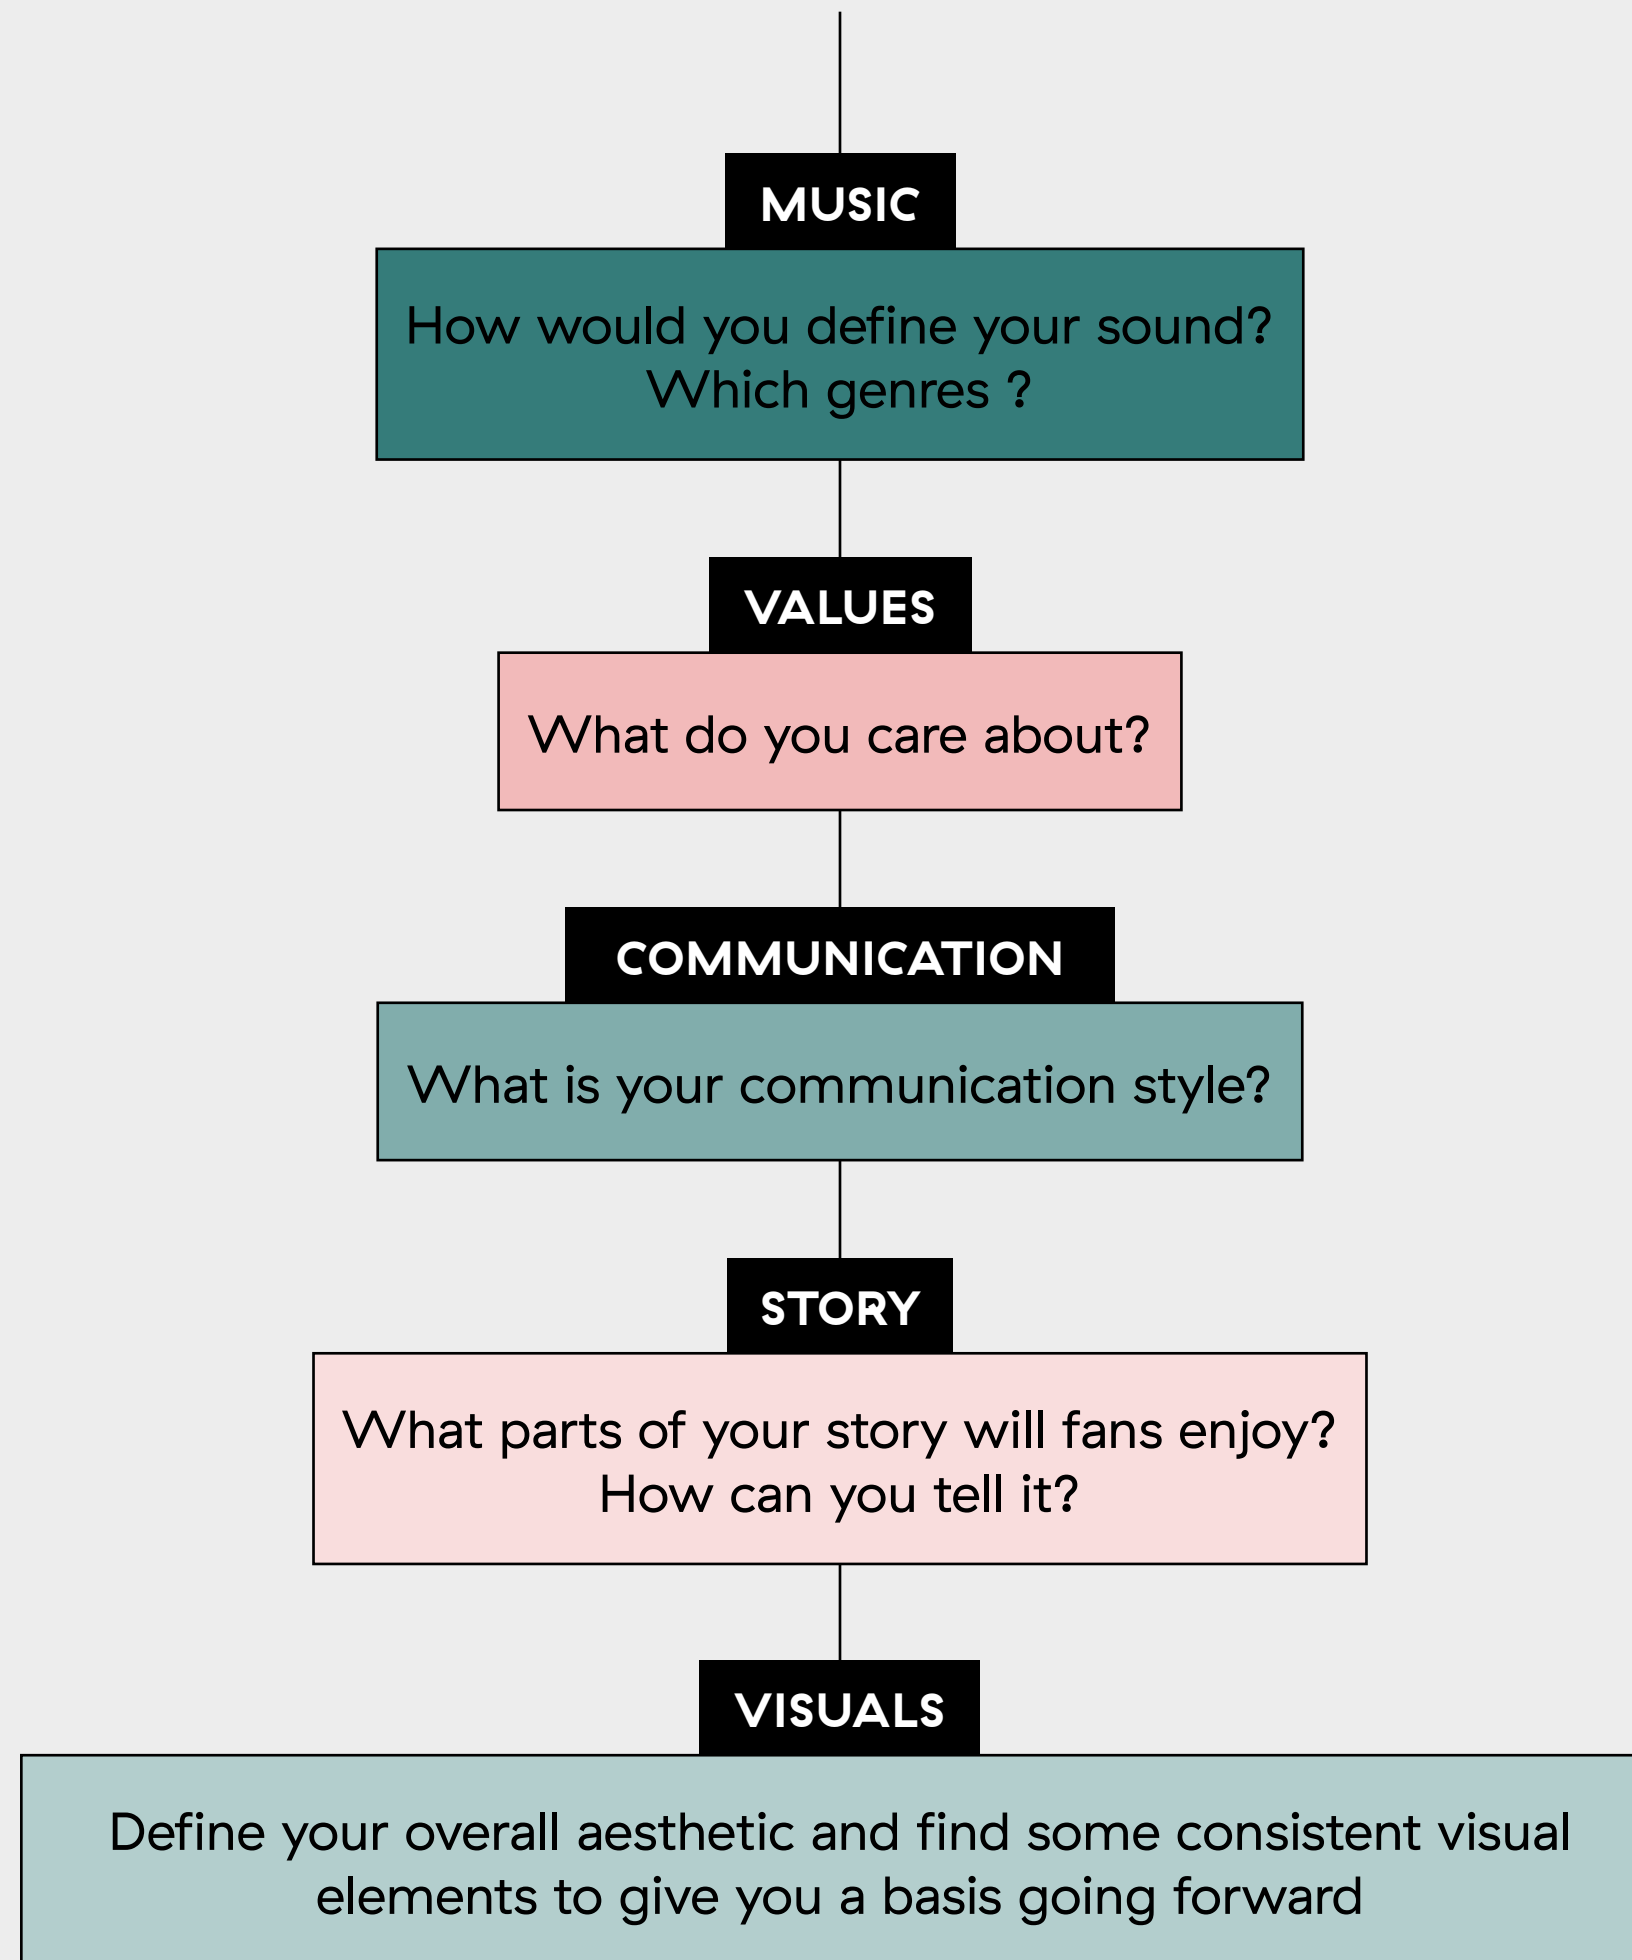 MUSIC
How would you define your sound?
Which genres ?
VALUES
What do you care about?
COMMUNICATION
What is your communication style?
STORY
What parts of your story will fans enjoy?
How can you tell it?
VISUALS
Define your overall aesthetic and find some consistent visual
elements to give you a basis going forward